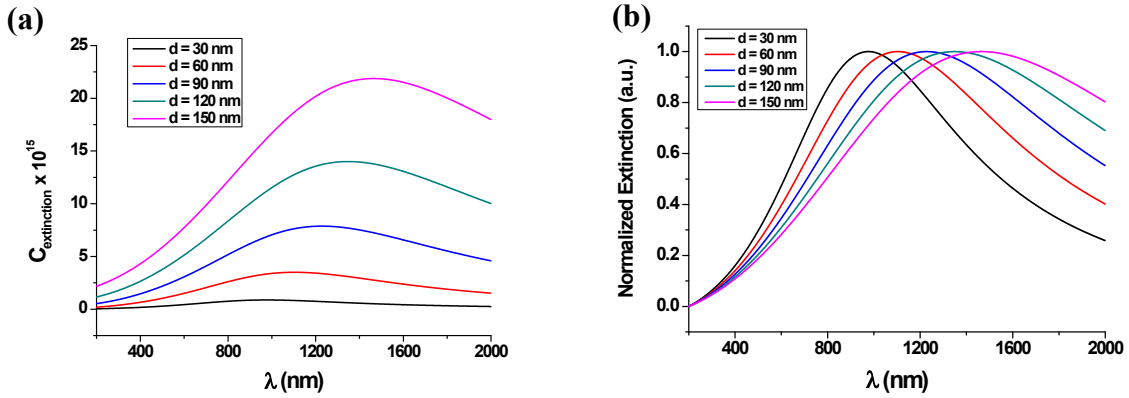 (a)
d = 30 nm
d = 60 nm
d = 90 nm
d = 120 nm
d = 150 nm
25
20
15
10
5
0
C extinction x 10^15
400 800 1200 1600 2000
λ (nm)
(b)
d = 30 nm
d = 60 nm
d = 90 nm
d = 120 nm
d = 150 nm
1.0
0.8
0.6
0.4
0.2
0.0
Normalized Extinction (a.u.)
400 800 1200 1600 2000
λ (nm)